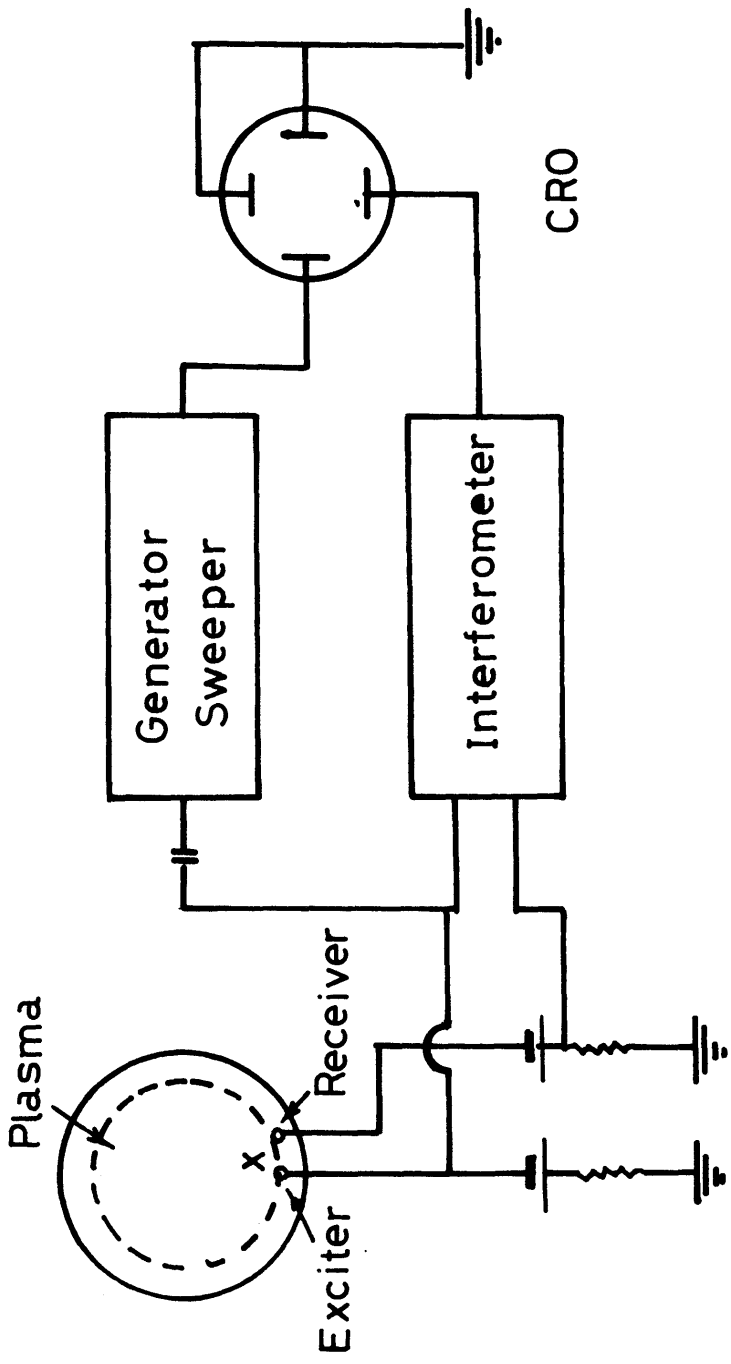 Plasma
X
Receiver
Exciter
Generator
Sweeper
Interferometer
CRO